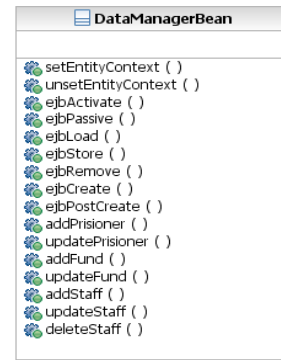 DataManagerBean
setEntityContext ( )
unsetEntityContext ( )
ejbActivate ( )
ejbPassive ( )
ejbLoad ( )
ejbStore ( )
ejbRemove ( )
ejbCreate ( )
ejbPostCreate ( )
addPrisioner ( )
updatePrisioner ( )
addFund ( )
updateFund ( )
addStaff ( )
updateStaff ( )
deleteStaff ( )